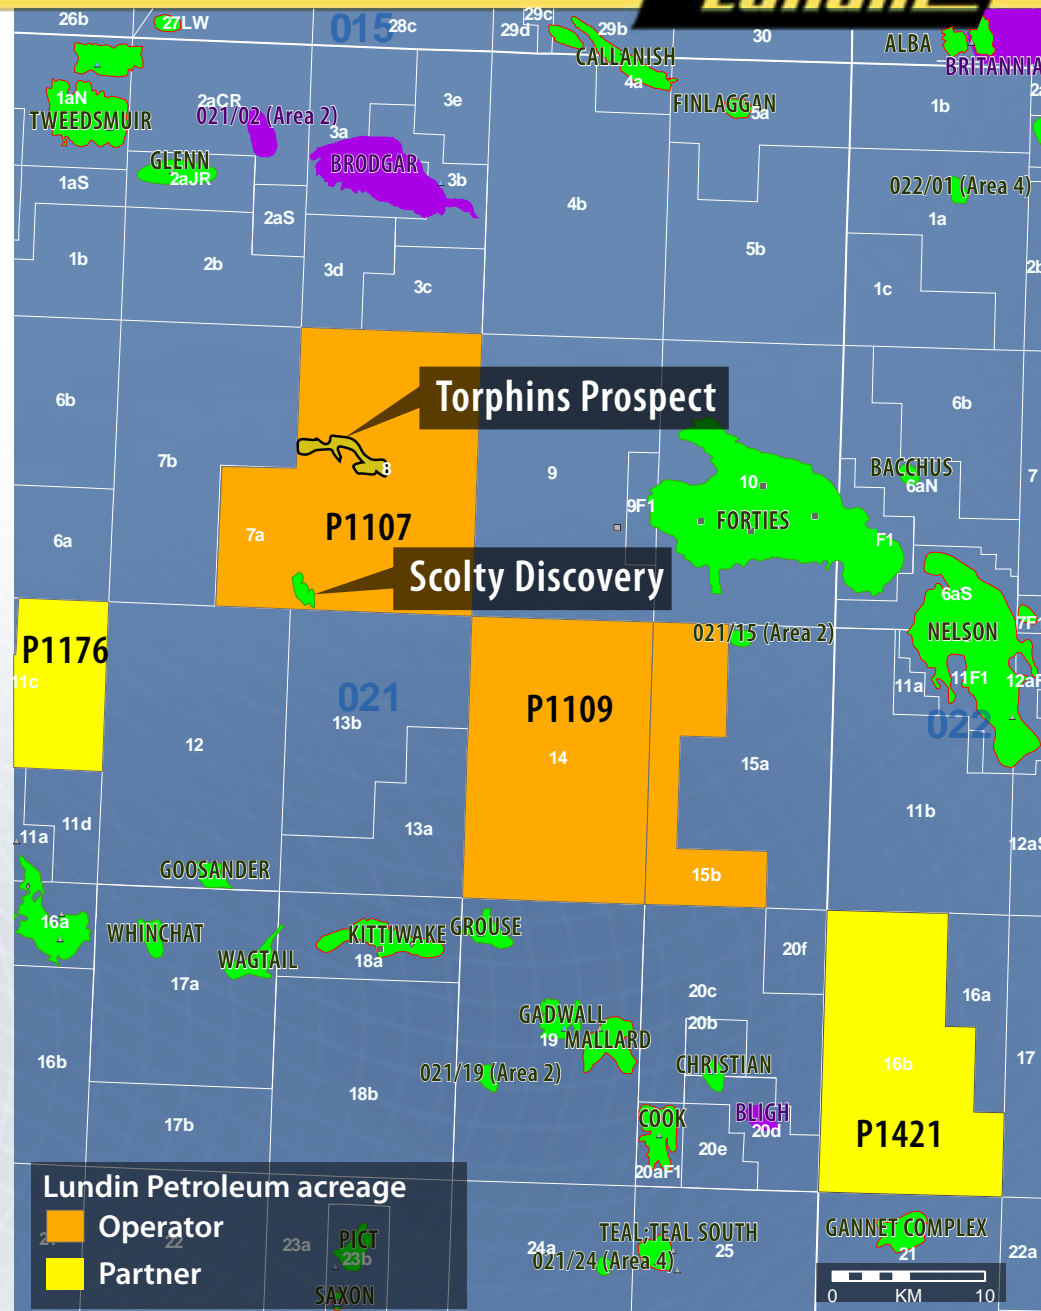 26b
27LW
015
28c
29d
29c
29b
30
ALBA
BRITANNIA
CALLANISH
4a
FINLAGGAN
5a
1b
1aN
TWEEDSMUIR
2aCR
021/02 (Area 2)
3a
3e
GLENN
2aJR
BRODGAR
3b
1aS
2aS
4b
022/01 (Area 4)
1a
5b
1b
2b
3d
3c
1c
2b
6b
Torphins Prospect
6b
7b
8
9
10
BACCHUS
6aN
7
9F1
FORTIES
F1
6a
7a
P1107
Scolty Discovery
6aS
NELSON
021/15 (Area 2)
P1176
11c
021
13b
P1109
14
11a
11F1
022
12
15a
11b
11d
11a
13a
GOOSANDER
15b
16a
WHINCHAT
WAGTAIL
KITTIWAKE
18a
GROUSE
20f
17a
20c
16a
GADWALL
19
MALLARD
20b
16b
CHRISTIAN
16b
17
021/19 (Area 2)
18b
17b
COOK
BLIGH
20d
20e
20aF1
P1421
Lundin Petroleum acreage
Operator
Partner
22
23a
PICT
23b
SAXON
24a
TEAL;TEAL SOUTH
021/24 (Area 4)
25
GANNET COMPLEX
21
22a
0 KM 10